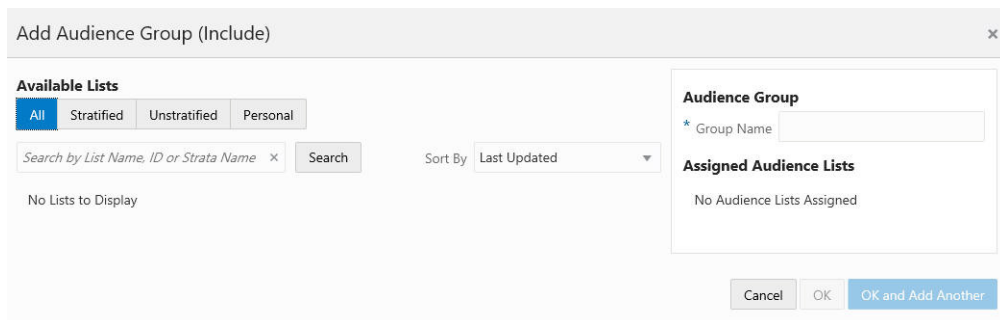 Add Audience Group (Include)
Available Lists
All Stratified Unstratified Personal
Search by List Name, ID or Strata Name × Search Sort By Last Updated
No Lists to Display
Audience Group
* Group Name
Assigned Audience Lists
No Audience Lists Assigned
Cancel OK OK and Add Another